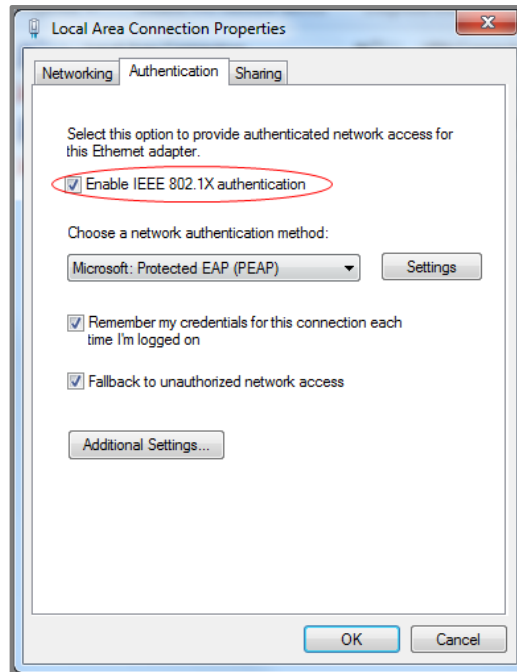 Local Area Connection Properties
Networking Authentication Sharing
Select this option to provide authenticated network access for
this Ethernet adapter.
Enable IEEE 802.1X authentication
Choose a network authentication method:
Microsoft: Protected EAP (PEAP) Settings
Remember my credentials for this connection each
time I'm logged on
Fallback to unauthorized network access
Additional Settings...
OK Cancel